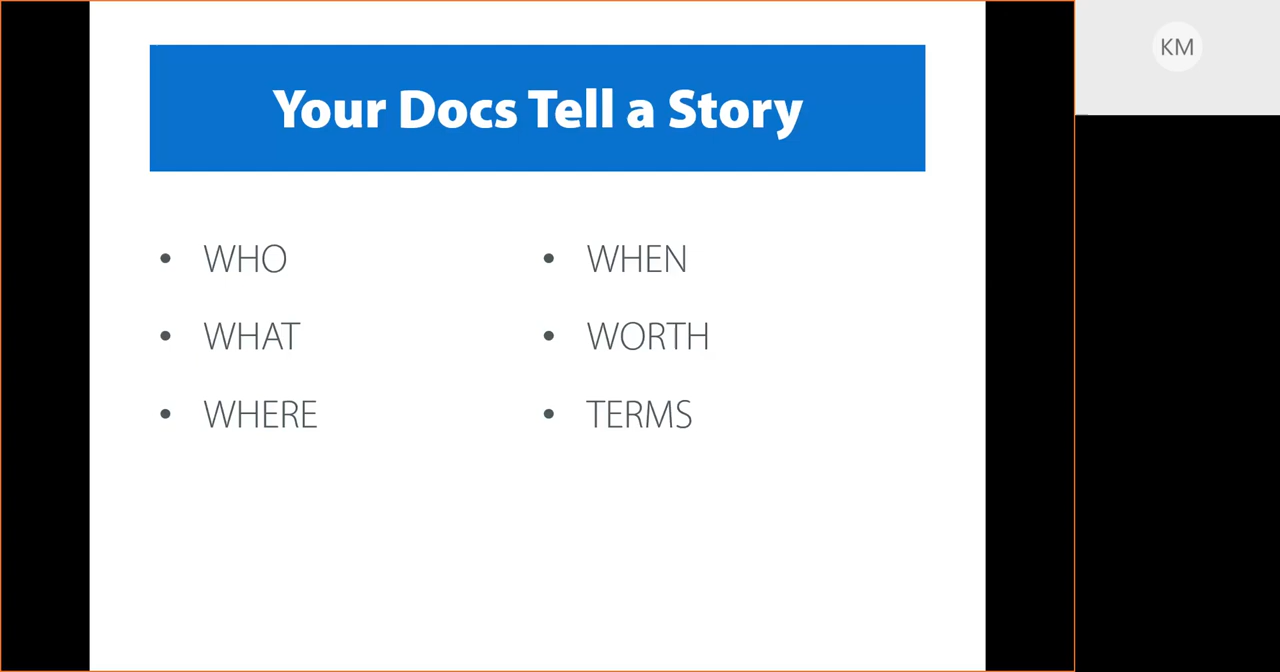 Your Docs Tell a Story
• WHO
• WHAT
• WHERE
• WHEN
• WORTH
• TERMS
KM